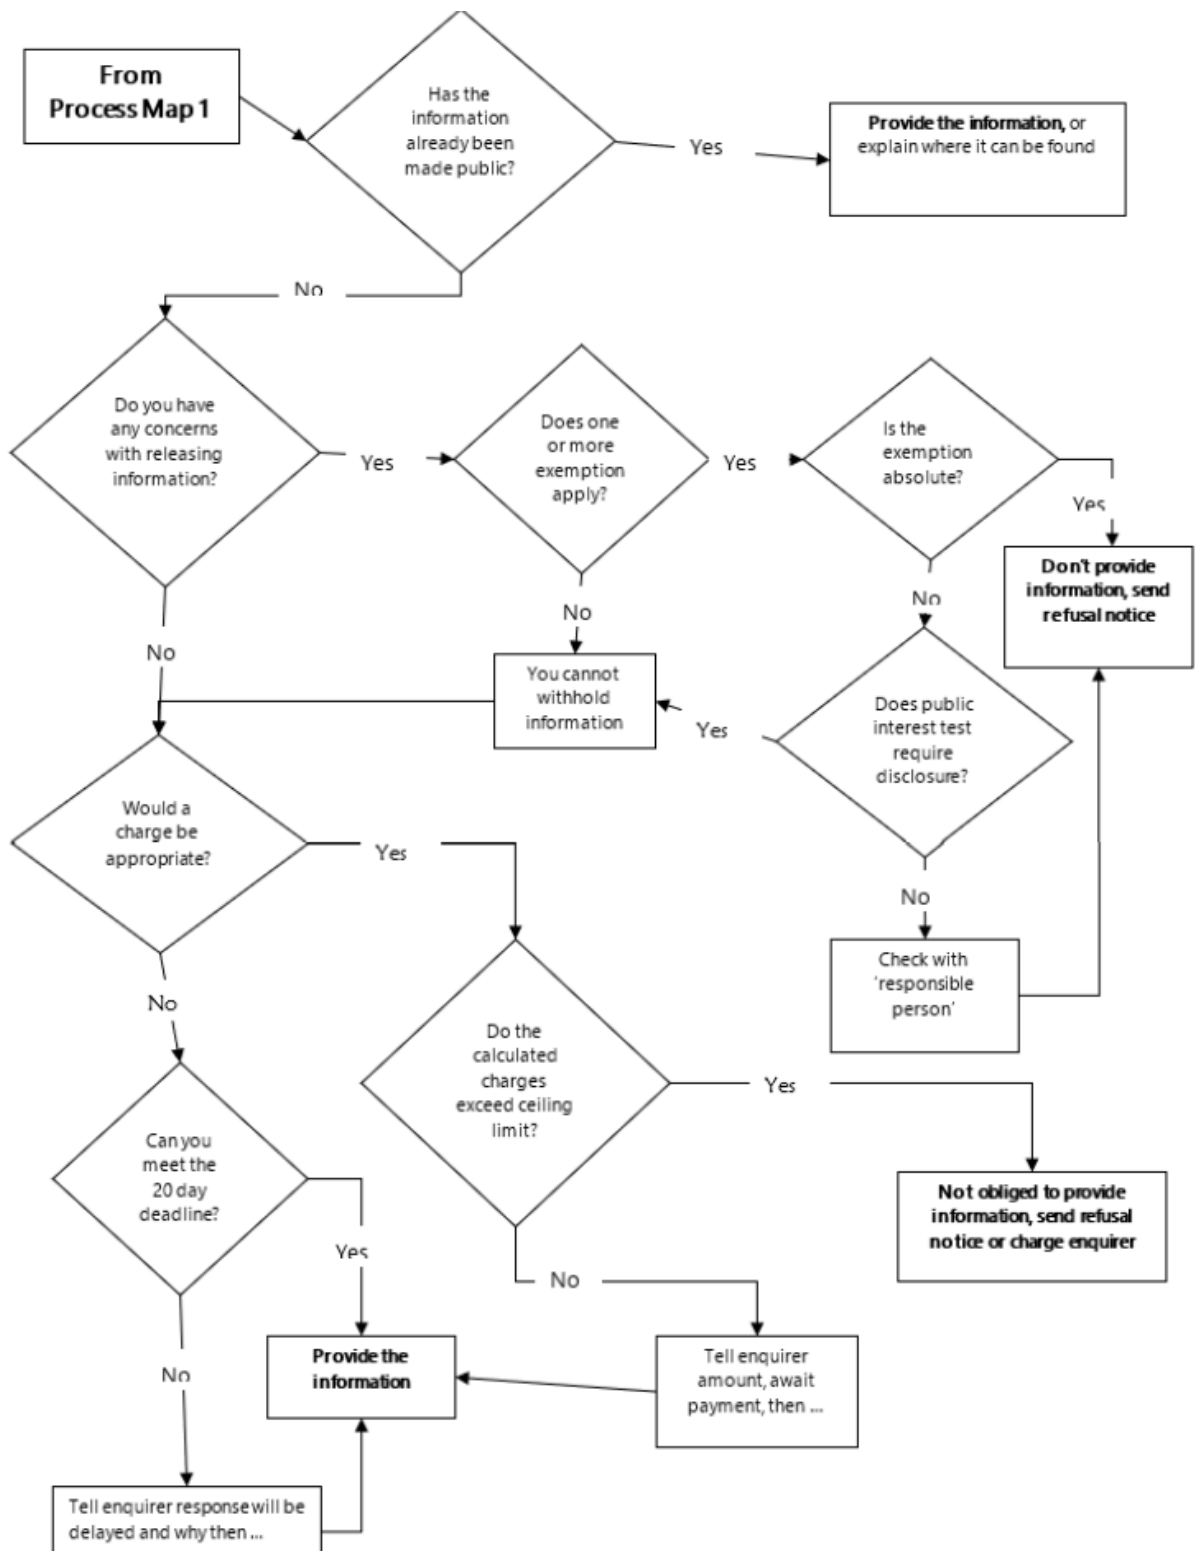 From
Process Map 1
Has the
information
already been
made public?
Yes
Provide the information, or
explain where it can be found
No
Do you have
any concerns
with releasing
information?
Yes
Does one
or more
exemption
apply?
Yes
Is the
exemption
absolute?
Yes
Don't provide
information, send
refusal notice
No
No
No
You cannot
withhold
information
Yes
Does public
interest test
require
disclosure?
Would a
charge be
appropriate?
Yes
No
Check with
'responsible
person'
No
Do the
calculated
charges
exceed ceiling
limit?
Yes
Can you
meet the
20 day
deadline?
Not obliged to provide
information, send refusal
notice or charge enquirer
Yes
No
Provide the
information
Tell enquirer
amount, await
payment, then ...
No
Tell enquirer response will be
delayed and why then ...